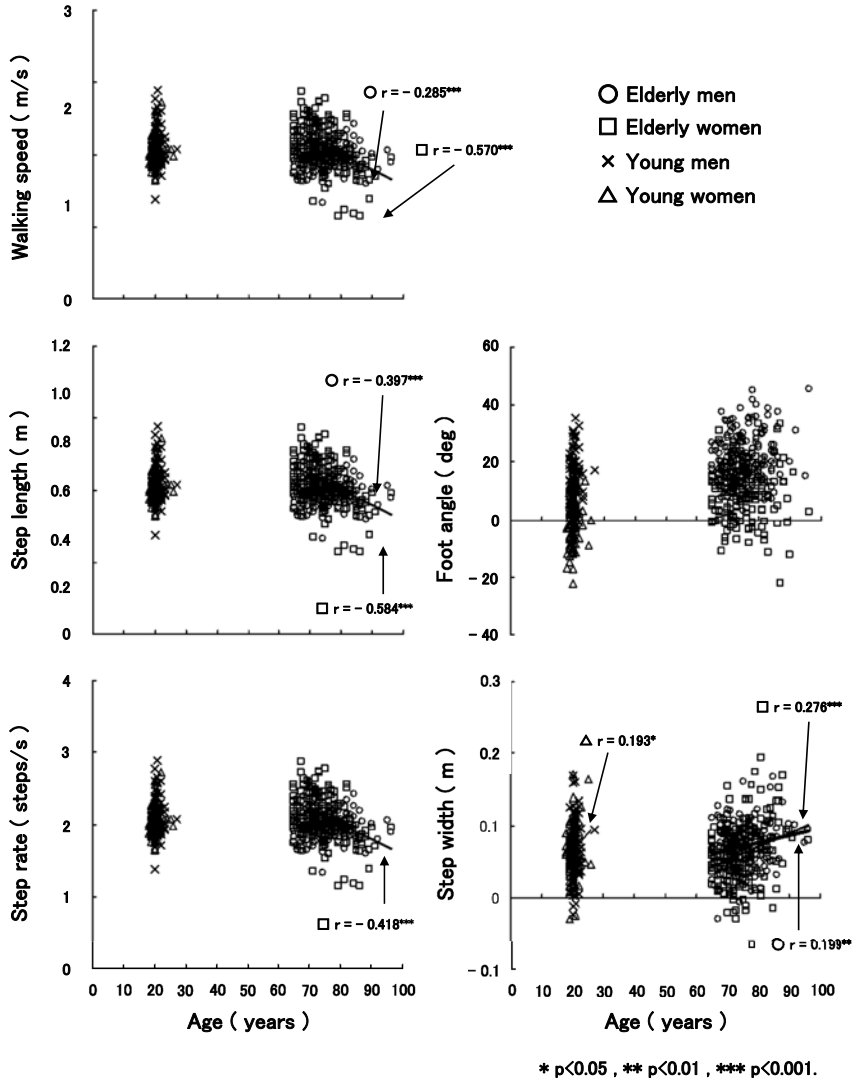 3
2
1
0
Walking speed ( m/s )
r = − 0.285***
r = − 0.570***
Elderly men
Elderly women
Young men
Young women
1.2
1.0
0.8
0.6
0.4
0.2
0
Step length ( m )
r = − 0.397***
r = − 0.584***
60
40
20
0
− 20
− 40
Foot angle ( deg )
4
3
2
1
0
Step rate ( steps/s )
r = − 0.418***
0 10 20 30 40 50 60 70 80 90 100
Age ( years )
0.3
0.2
0.1
0
− 0.1
Step width ( m )
r = 0.193*
r = 0.276***
r = 0.199**
0 10 20 30 40 50 60 70 80 90 100
Age ( years )
* p<0.05 , ** p<0.01 , *** p<0.001.